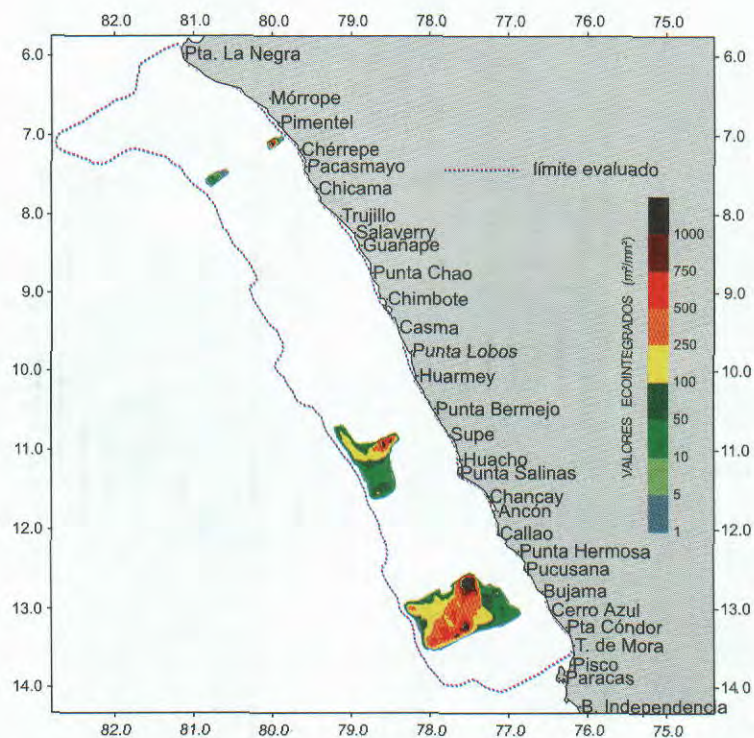 82.0 81.0 80.0 79.0 78.0 77.0 76.0 75.0
6.0 6.0
Pta. La Negra
Mórrope
Pimentel
7.0 7.0
Chérrepe
Pacasmayo
límite evaluado
Chicama
8.0 8.0
Trujillo
Salaverry
1000
Guañape
750
Punta Chao
500
9.0 9.0
Chimbote
250
Casma
100
Punta Lobos
10.0 10.0
50
Huarmey
10
Punta Bermejo
5
Supe
11.0 11.0
1
VALORES ECOINTEGRADOS (m²/mn²)
Huacho
Punta Salinas
Chancay
Ancón
12.0 12.0
Callao
Punta Hermosa
Pucusana
Bujama
13.0 13.0
Cerro Azul
Pta Cóndor
T. de Mora
Pisco
Paracas
14.0 14.0
B. Independencia
82.0 81.0 80.0 79.0 78.0 77.0 76.0 75.0